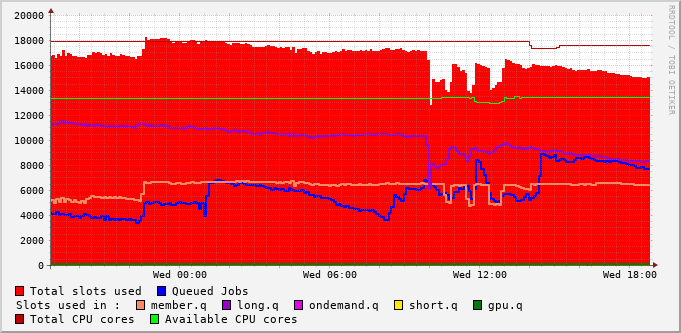 20000
18000
16000
14000
12000
10000
8000
6000
4000
2000
0
Wed 00:00 Wed 06:00 Wed 12:00 Wed 18:00
Total slots used Queued Jobs
Slots used in : member.q long.q ondemand.q short.q gpu.q
Total CPU cores Available CPU cores
RRDTOOL / TOBI OETIKER